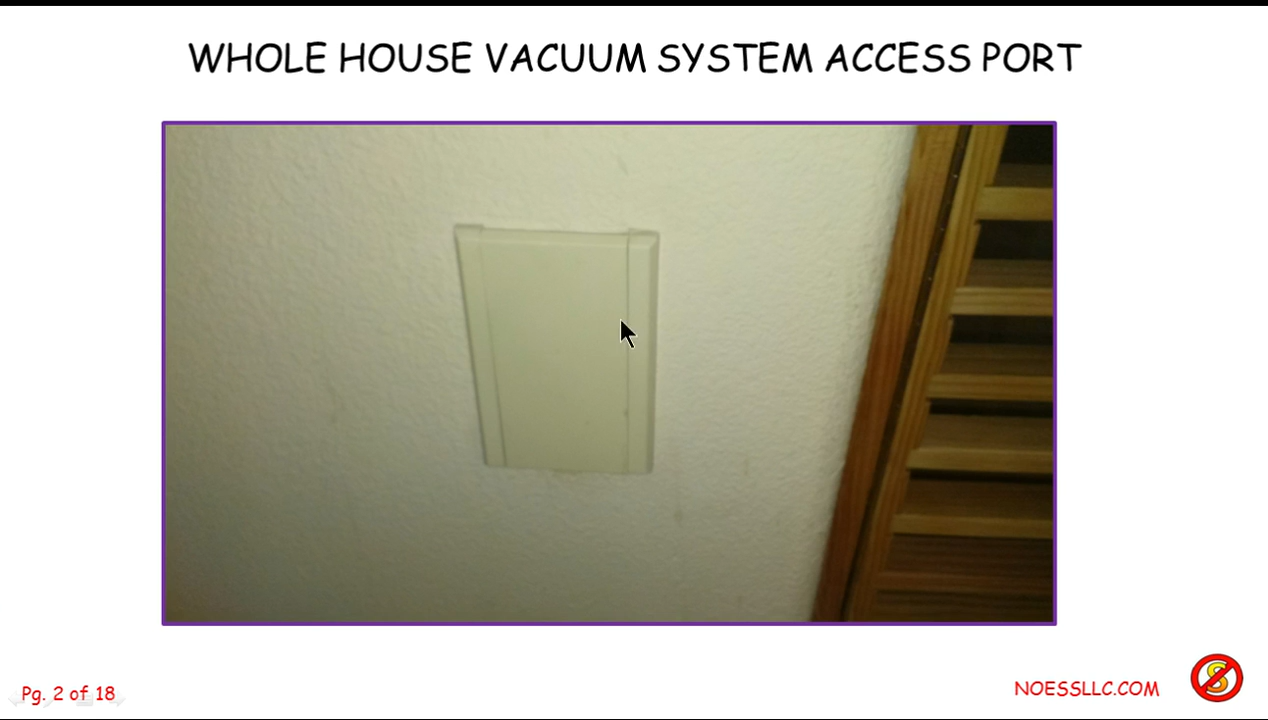 WHOLE HOUSE VACUUM SYSTEM ACCESS PORT
Pg. 2 of 18
NOESSLLC.COM
S